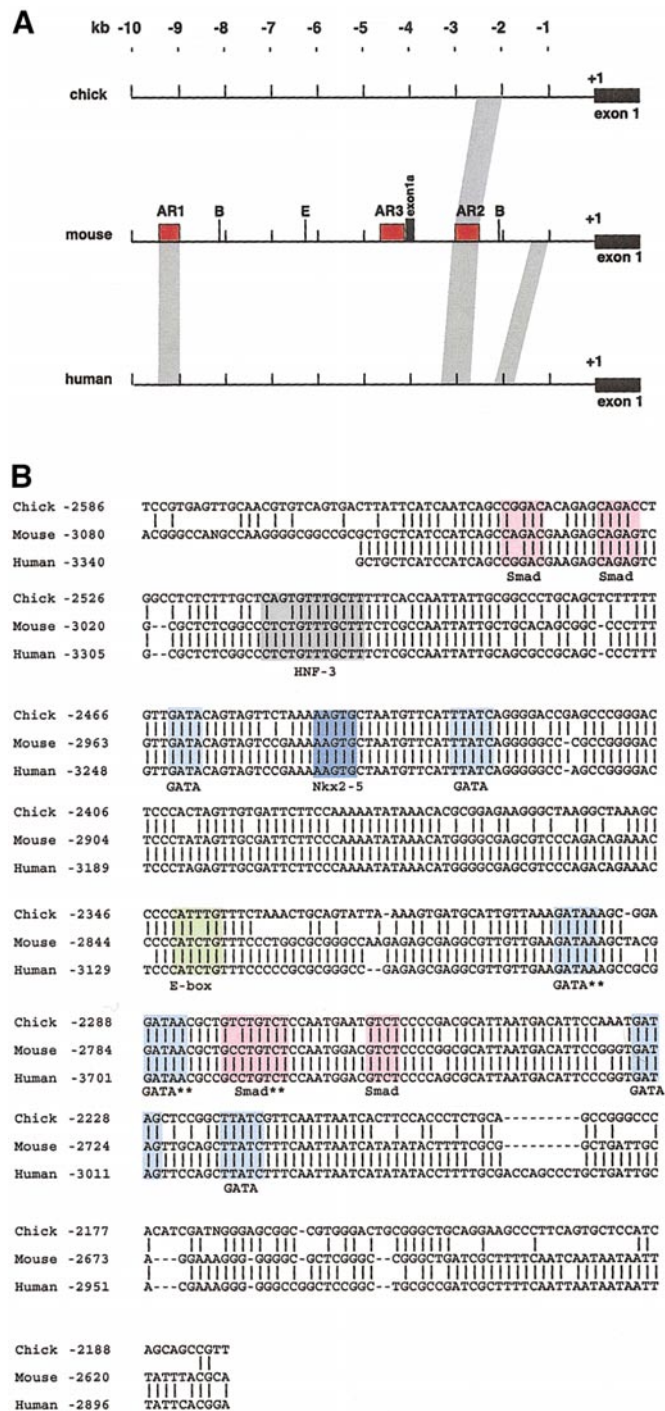 A
kb -10 -9 -8 -7 -6 -5 -4 -3 -2 -1
chick +1 exon 1
AR1 B E AR3 exon1a AR2 B
mouse +1 exon 1
human +1 exon 1
B
Chick -2586 TCCGTGAGTTGCAACGTGTCAGTGACTTATTCATCAATCAGCCGGACACAGAGCAGACCT
Mouse -3080 ACGGGCCANGCCAAGGGGCGGCCGCGCTGCTCATCCATCAGCCAGACGAAGAGCAGAGTC
Human -3340 GCTGCTCATCCATCAGCCGGACGAAGAGCAGAGTC
Smad Smad
Chick -2526 GGCCTCTCTTTGCTCAGTGTTTGCTTTTTCACCAATTATTGCGGCCCTGCAGCTCTTTTT
Mouse -3020 G--CGCTCTCGGCCCTCTGTTTGCTTTCTCGCCAATTATTGCTGCACAGCGGC-CCCTTT
Human -3305 G--CGCTCTCGGCCCTCTGTTTGCTTTCTCGCCAATTATTGCAGCGCCGCAGC-CCCTTT
HNF-3
Chick -2466 GTTGATACAGTAGTTCTAAAAAGTGCTAATGTTCATTTATCAGGGGACCGAGCCCGGGAC
Mouse -2963 GTTGATACAGTAGTCCGAAAAAGTGCTAATGTTCATTTATCAGGGGGCC-CGCCGGGGAC
Human -3248 GTTGATACAGTAGTCCGAAAAAGTGCTAATGTTCATTTATCAGGGGGCC-AGCCGGGGAC
GATA Nkx2-5 GATA
Chick -2406 TCCCACTAGTTGTGATTCTTCCAAAAATATAAACACGCGGAGAAGGGCTAAGGCTAAAGC
Mouse -2904 TCCCTATAGTTGCGATTCTTCCCAAAATATAAACATGGGGCGAGCGTCCCAGACAGAAAC
Human -3189 TCCCTAGAGTTGCGATTCTTCCCAAAATATAAACATGGGGCGAGCGTCCCAGACAGAAAC
Chick -2346 CCCCATTTGTTTCTAAACTGCAGTATTA-AAAGTGATGCATTGTTAAAGATAAAGC-GGA
Mouse -2844 CCCCATCTGTTTCCCTGGCGCGGGCCAAGAGAGCGAGGCGTTGTTGAAGATAAAGCTACG
Human -3129 TCCCATCTGTTTCCCCCGCGCGGGCC--GAGAGCGAGGCGTTGTTGAAGATAAAGCCGCG
E-box GATA**
Chick -2288 GATAACGCTGTCTGTCTCCAATGAATGTCTCCCCGACGCATTAATGACATTCCAAATGAT
Mouse -2784 GATAACGCTGCCTGTCTCCAATGGACGTCTCCCCGGCGCATTAATGACATTCCGGGTGAT
Human -3701 GATAACGCCGCCTGTCTCCAATGGACGTCTCCCCAGCGCATTAATGACATTCCCGGTGAT
GATA** Smad** Smad GATA
Chick -2228 AGCTCCGGCTTATCGTTCAATTAATCACTTCCACCCTCTGCA---------GCCGGGCCC
Mouse -2724 AGTTGCAGCTTATCTTTCAATTAATCATATATACTTTTCGCG---------GCTGATTGC
Human -3011 AGTTCCAGCTTATCTTTCAATTAATCATATATACCTTTTGCGACCAGCCCTGCTGATTGC
GATA
Chick -2177 ACATCGATNGGGAGCGGC-CGTGGGACTGCGGGCTGCAGGAAGCCCTTCAGTGCTCCATC
Mouse -2673 A---GGAAAGGG-GGGGC-GCTCGGGC--CGGGCTGATCGCTTTTCAATCAATAATAATT
Human -2951 A---CGAAAGGG-GGGCCGGCTCCGGC--TGCGCCGATCGCTTTTCAATTAATAATAATT
Chick -2188 AGCAGCCGTT
Mouse -2620 TATTTACGCA
Human -2896 TATTCACGGA